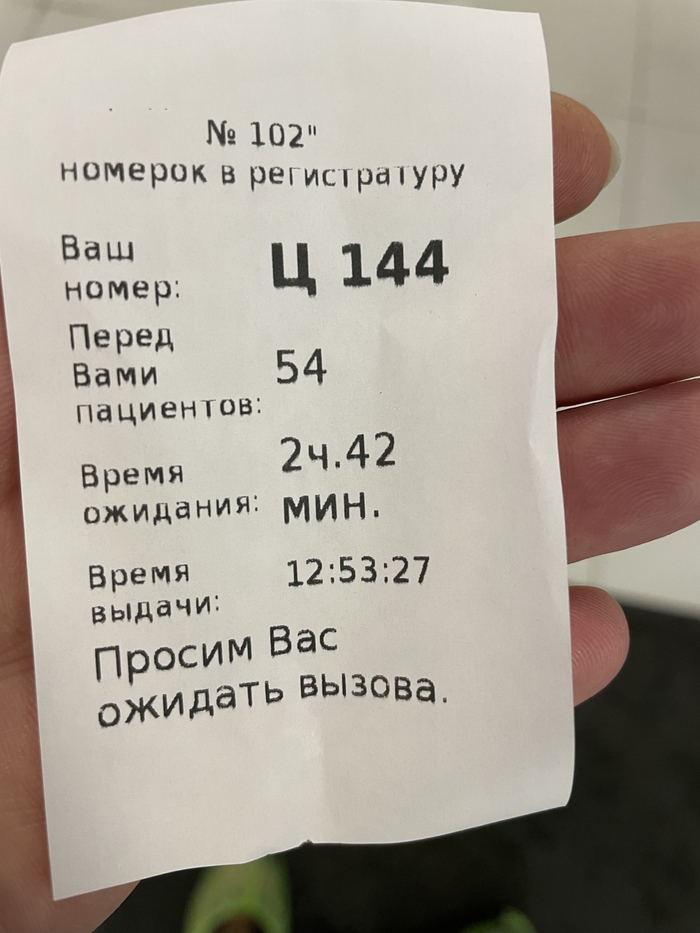 № 102"
номерок в регистратуру
Ваш
номер: Ц 144
Перед
Вами 54
пациентов:
Время 2ч.42
ожидания: мин.
Время 12:53:27
выдачи:
Просим Вас
ожидать вызова.